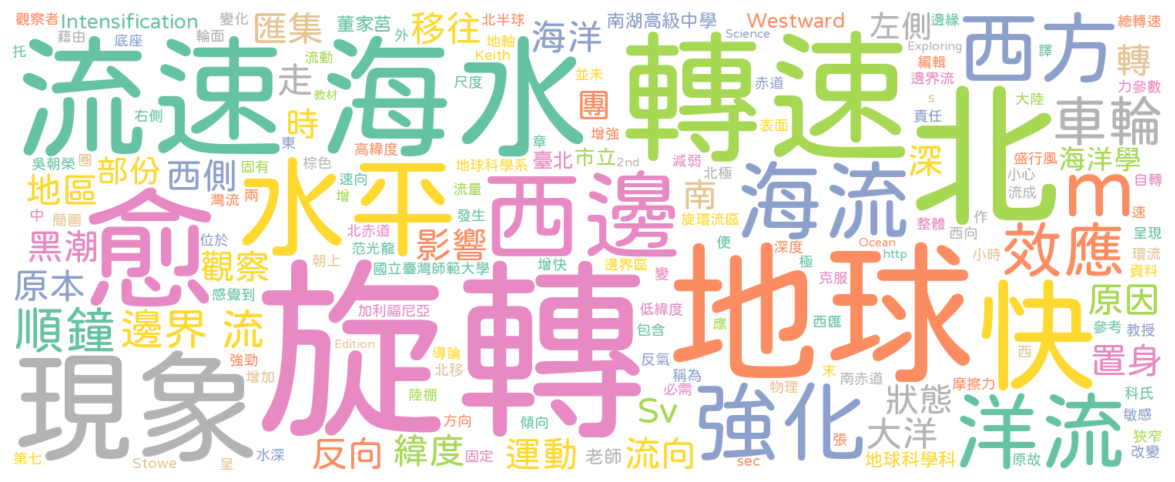 觀察者
Intensification
變化
匯集
董家莒
外
移往
北半球
海洋
南湖高級中學
Science
Westward
左側
邊緣
西方
總轉速
托
藉由
底座
輪面
流動
地軸
Keith
Exploring
編輯
譯
轉
流速
海水
轉速
北
走
教材
尺度
並未
團
赤道
邊界流
力參數
右側
時
東
高緯度
章
增強
表面
s
責任
大陸
車輪
吳朝榮
圈
部份
固有
棕色
地球科學系
臺北
市立
2nd
減弱
北極
深
盛行風
小心
流成
海洋學
地區
西側
灣流
兩
速向
增
流量
水平
西邊
南
海流
m
自轉
中
簡圖
愈
北赤道
發生
旋環流區
整體
西向
作
速
呈現
黑潮
位於
范光龍
影響
便
深度
Ocean
http
小時
效應
環流
資料
觀察
朝上
國立臺灣師範大學
增快
邊界區
變
極
克服
原本
感覺到
旋轉
地球
快
原因
加利福尼亞
低緯度
西匯
參考
教授
順鐘
邊界
流
包含
應
置身
強勁
Edition
導論
反氣
稱為
末
南赤道
西
現象
增加
北移
陸棚
必需
物理
摩擦力
科氏
強化
狀態
洋流
敏感
Sv
方向
傾向
大洋
狹窄
第七
Stowe
呈
水深
反向
緯度
固定
運動
老師
流向
sec
張
地球科學科
原故
改變